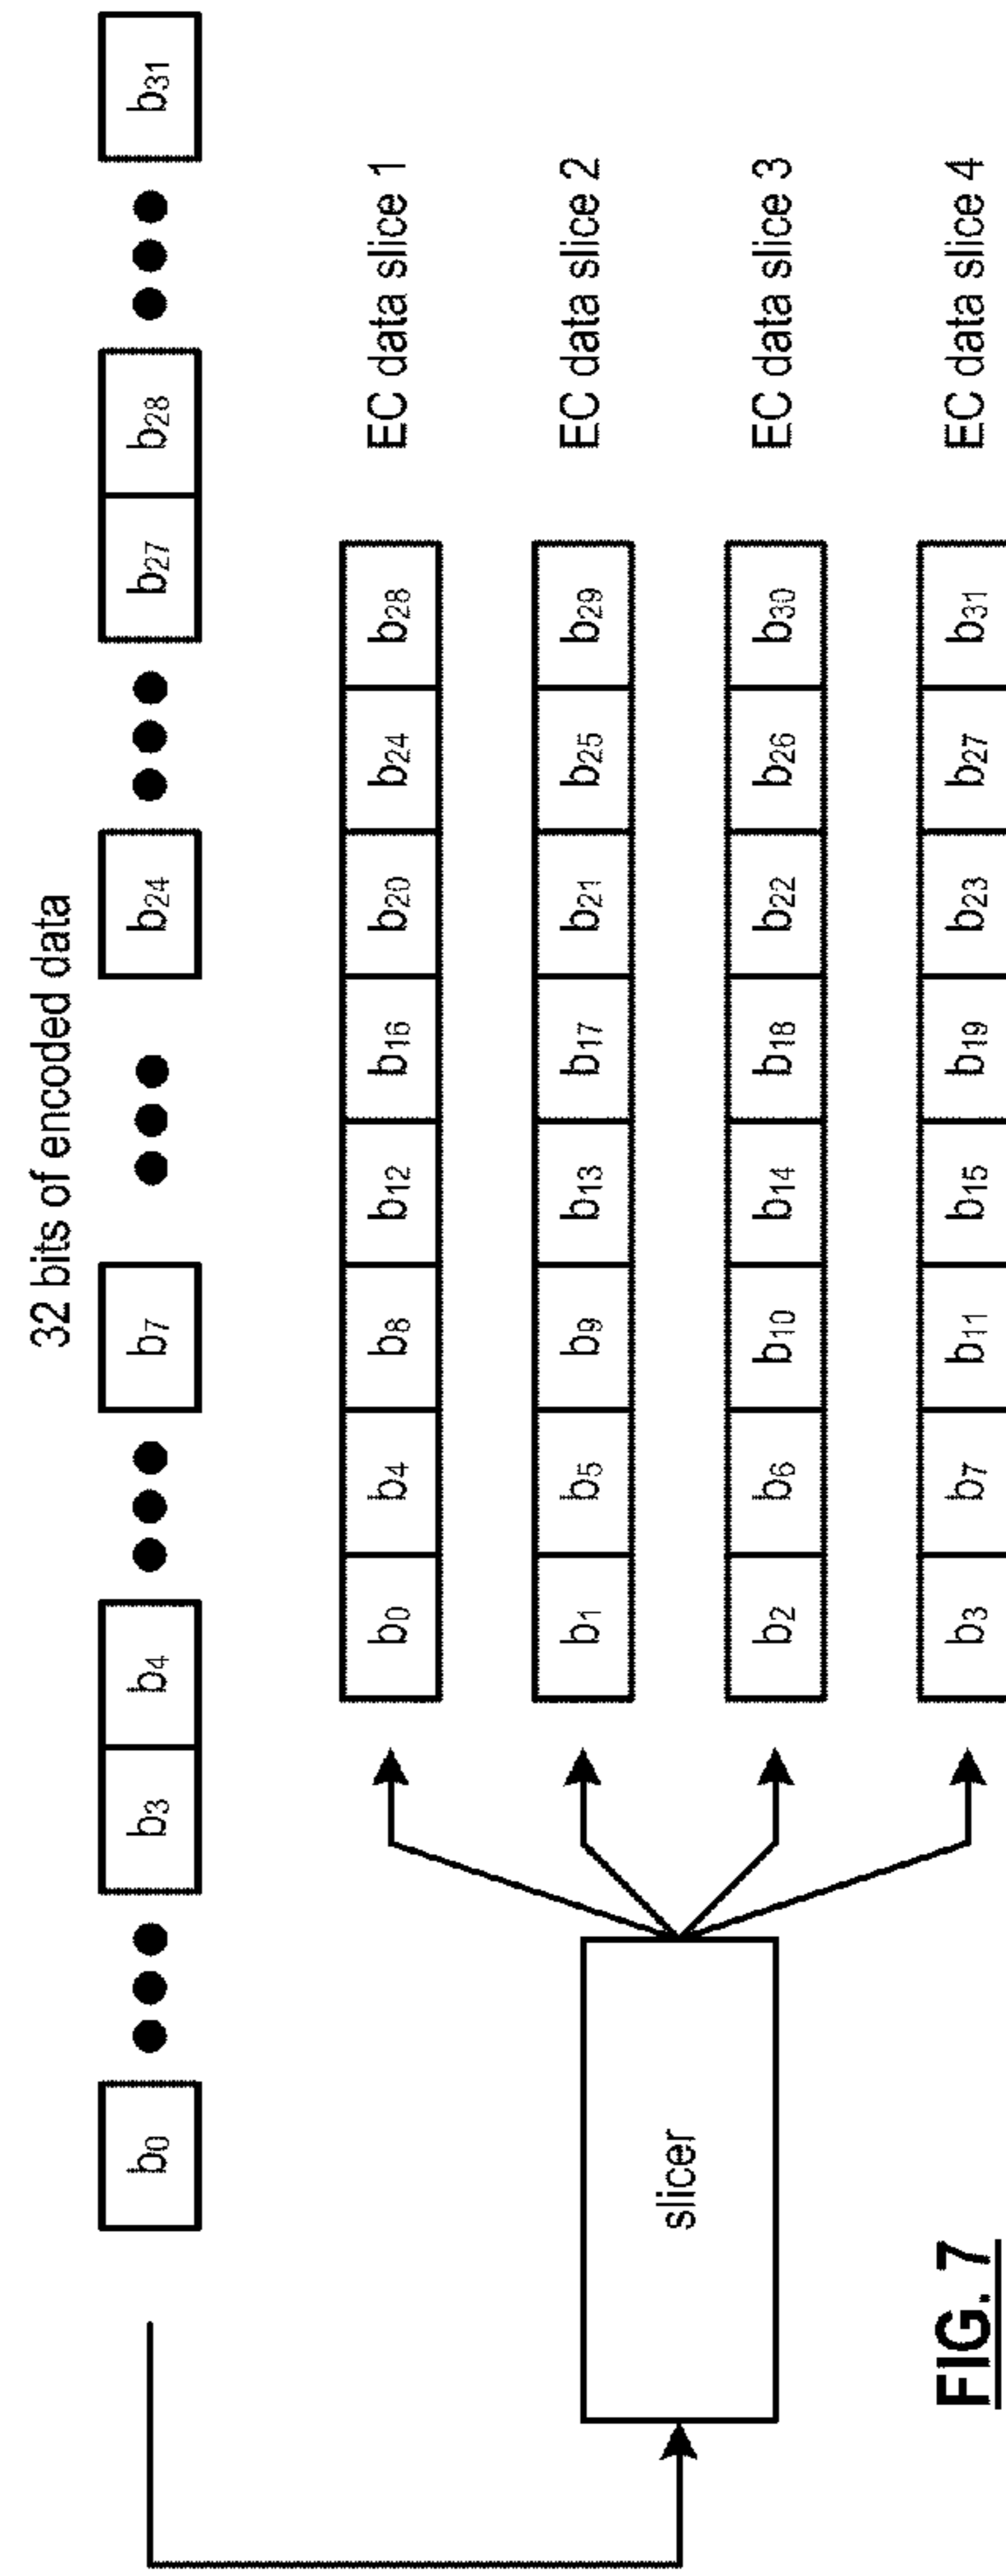 32 bits of encoded data
b0 b3 b4 b7 b24 b27 b28 b31
b0 b4 b8 b12 b16 b20 b24 b28 EC data slice 1
b1 b5 b9 b13 b17 b21 b25 b29 EC data slice 2
slicer
b2 b6 b10 b14 b18 b22 b26 b30 EC data slice 3
b3 b7 b11 b15 b19 b23 b27 b31 EC data slice 4
FIG. 7